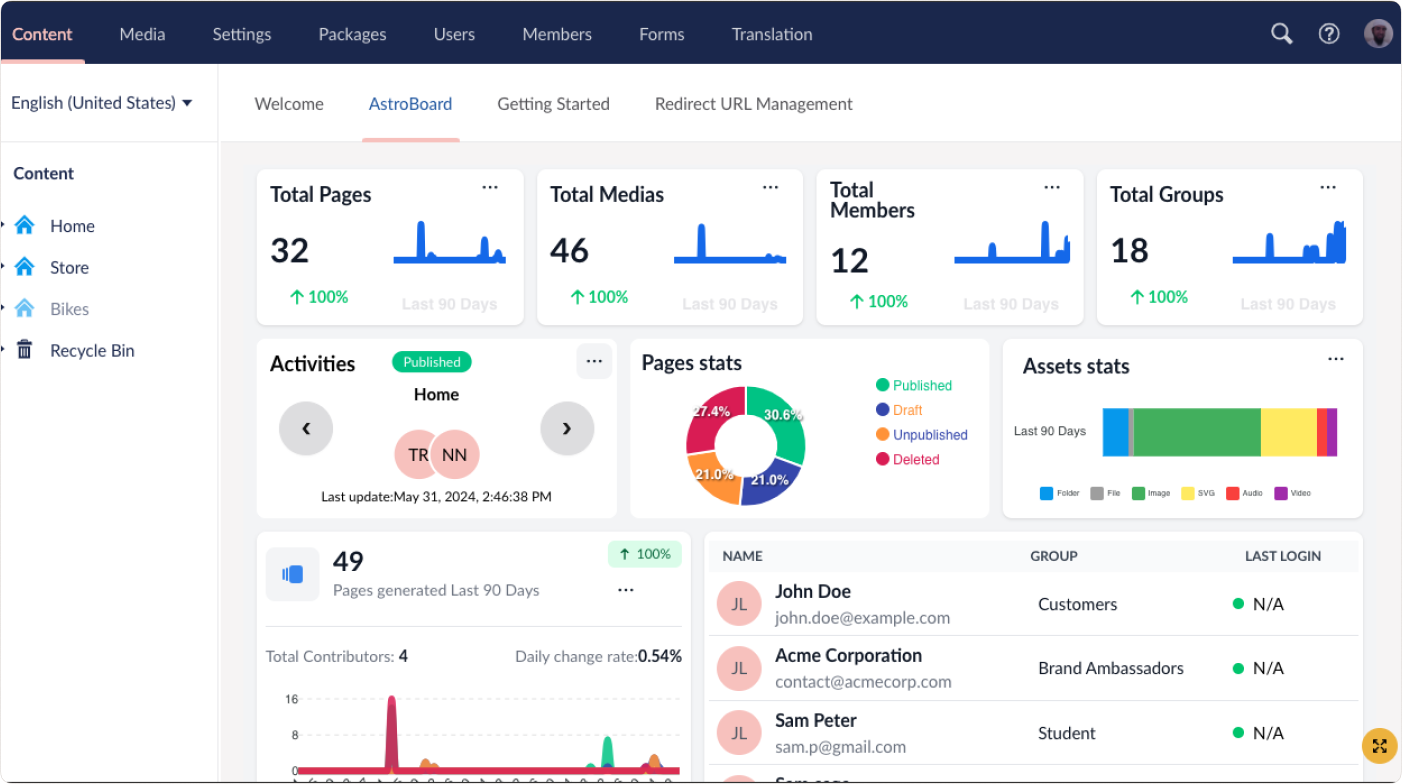 Content Media Settings Packages Users Members Forms Translation
English (United States)
Welcome AstroBoard Getting Started Redirect URL Management
Content
Home
Store
Bikes
Recycle Bin
Total Pages
32
100%
Last 90 Days
Total Medias
46
100%
Last 90 Days
Total
Members
12
100%
Last 90 Days
Total Groups
18
100%
Last 90 Days
Activities
Published
Home
TR NN
Last update:May 31, 2024, 2:46:38 PM
Pages stats
27.4% 30.6%
21.0% 21.0%
Published
Draft
Unpublished
Deleted
Assets stats
Last 90 Days
Folder File Image SVG Audio Video
49
100%
Pages generated Last 90 Days
Total Contributors: 4 Daily change rate:0.54%
16
8
0
NAME GROUP LAST LOGIN
JL John Doe Customers N/A
john.doe@example.com
JL Acme Corporation Brand Ambassadors N/A
contact@acmecorp.com
JL Sam Peter Student N/A
sam.p@gmail.com